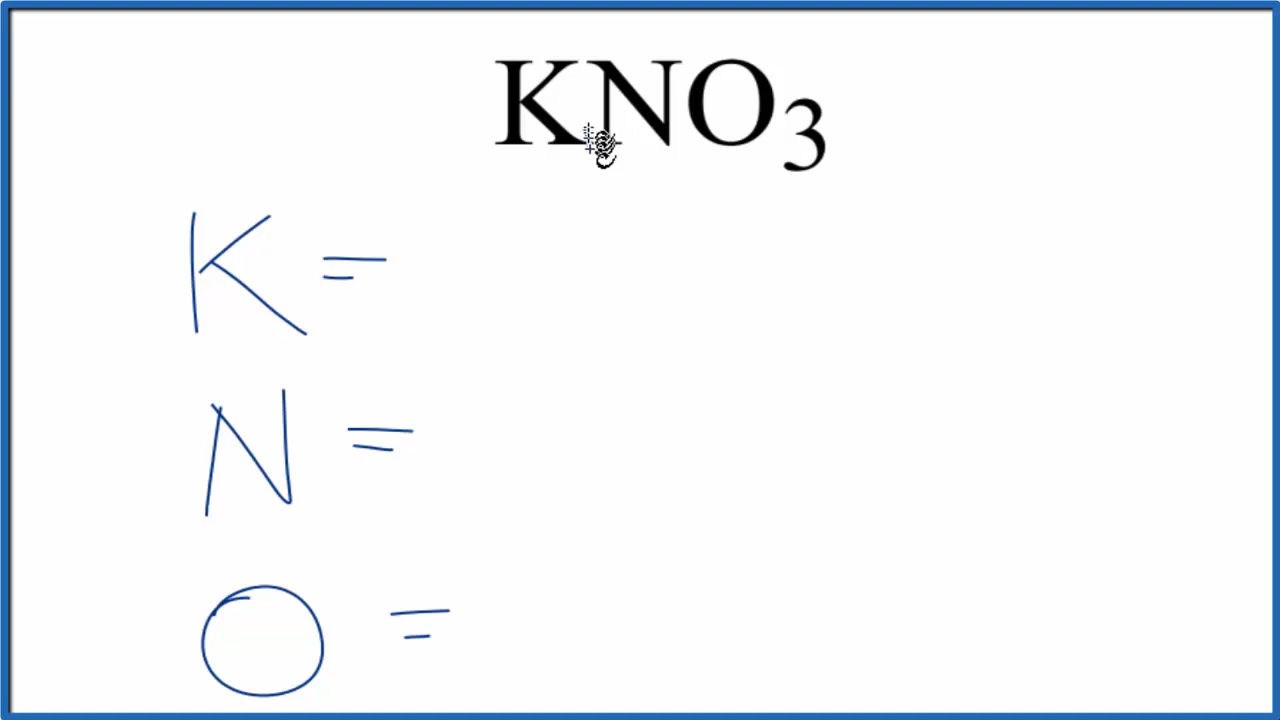 KNO₃
K =
N =
O =